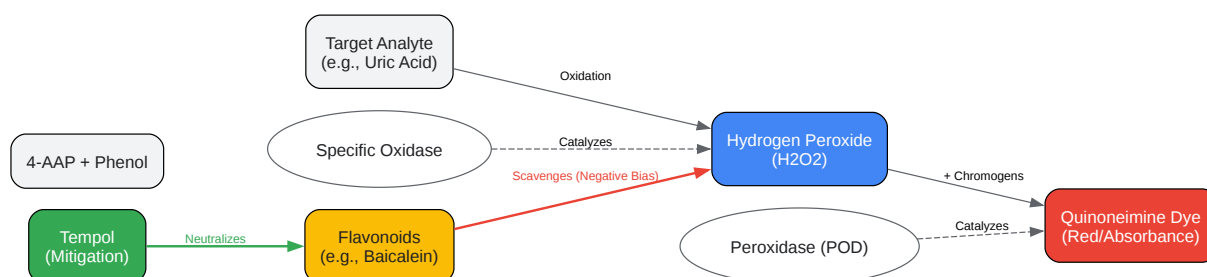 Target Analyte
(e.g., Uric Acid)
Oxidation
Specific Oxidase
Catalyzes
Hydrogen Peroxide
(H2O2)
4-AAP + Phenol
Scavenges (Negative Bias)
+ Chromogens
Tempol
(Mitigation)
Neutralizes
Flavonoids
(e.g., Baicalein)
Peroxidase (POD)
Catalyzes
Quinoneimine Dye
(Red/Absorbance)